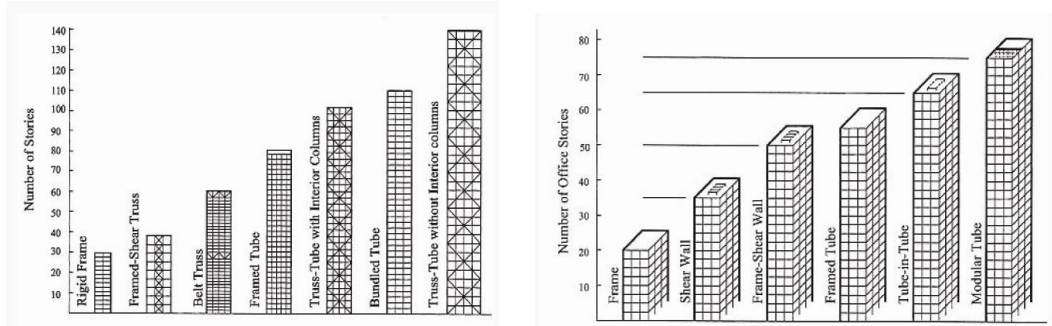 Number of Stories
140
130
120
110
100
90
80
70
60
50
40
30
20
10
Rigid Frame
Framed-Shear Truss
Belt Truss
Framed Tube
Truss-Tube with Interior Columns
Bunded Tube
Truss-Tube without Interior columns
Number of Office Stories
80
70
60
50
40
30
20
10
Frame
Shear Wall
Frame-Shear Wall
Framed Tube
Tube-in-Tube
Modular Tube